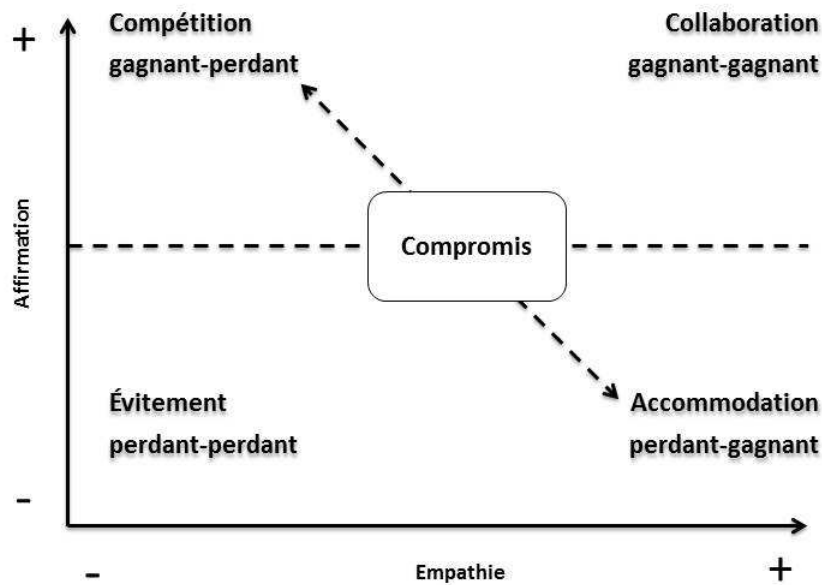 Compétition
gagnant-perdant
Collaboration
gagnant-gagnant
+
Affirmation
Compromis
Évitement
perdant-perdant
Accommodation
perdant-gagnant
-
-
Empathie
+